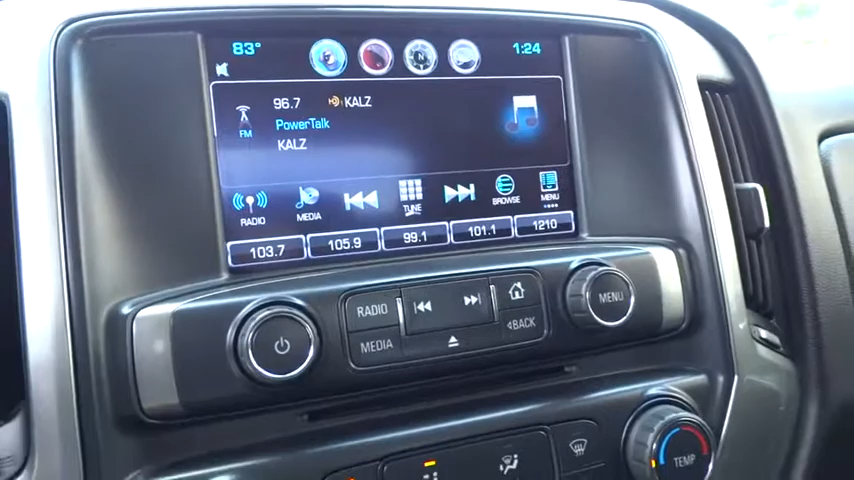 83° N 1:24
96.7 HD KALZ
FM PowerTalk
KALZ
RADIO MEDIA TUNE BROWSE MENU
103.7 105.9 99.1 101.1 1210
RADIO
MEDIA BACK
MENU
TEMP